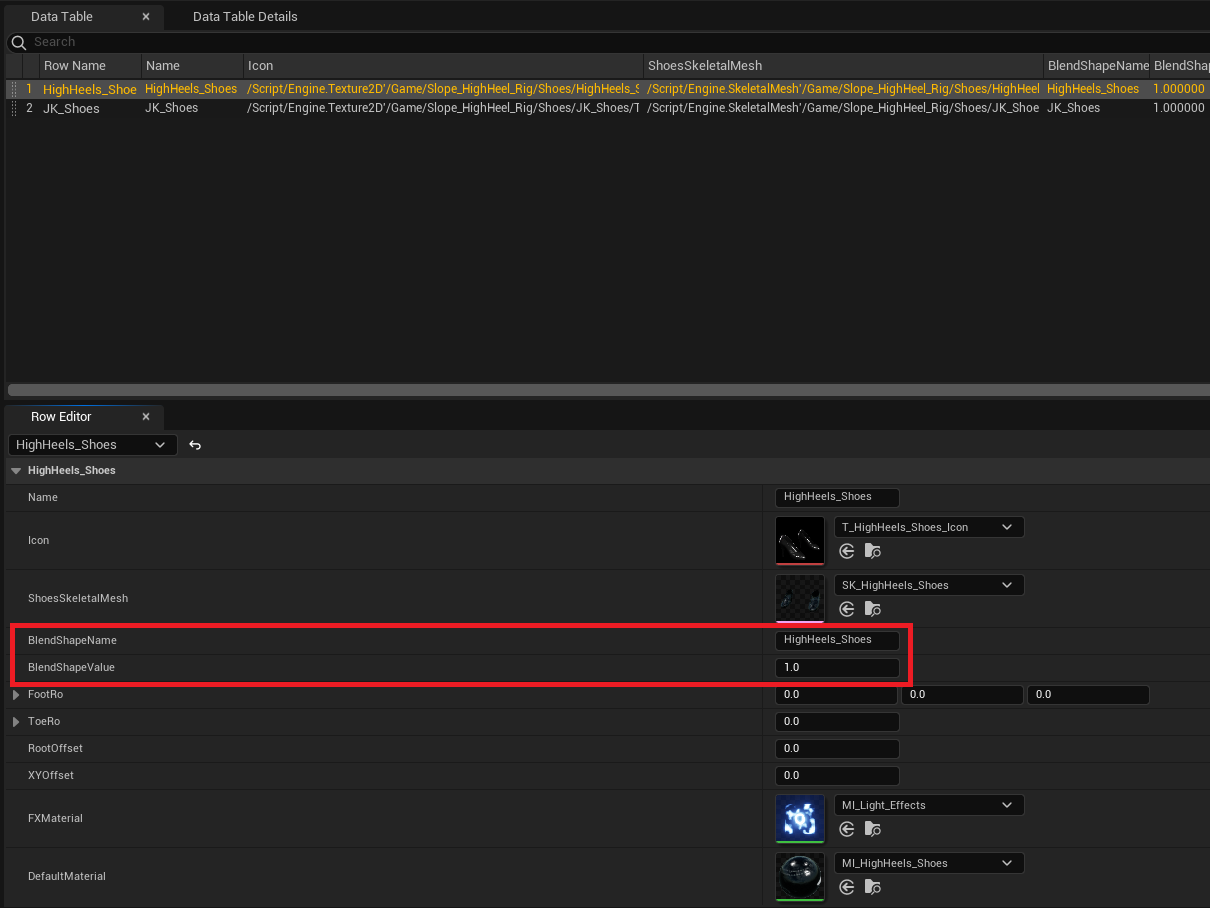 Data Table Data Table Details
Search
Row Name Name Icon ShoesSkeletalMesh BlendShapeName BlendShap
1 HighHeels_Shoe HighHeels_Shoes /Script/Engine.Texture2D'/Game/Slope_HighHeel_Rig/Shoes/HighHeels_S /Script/Engine.SkeletalMesh'/Game/Slope_HighHeel_Rig/Shoes/HighHeel HighHeels_Shoes 1.000000
2 JK_Shoes JK_Shoes /Script/Engine.Texture2D'/Game/Slope_HighHeel_Rig/Shoes/JK_Shoes/T /Script/Engine.SkeletalMesh'/Game/Slope_HighHeel_Rig/Shoes/JK_Shoe JK_Shoes 1.000000
Row Editor
HighHeels_Shoes
HighHeels_Shoes
Name HighHeels_Shoes
Icon T_HighHeels_Shoes_Icon
ShoesSkeletalMesh SK_HighHeels_Shoes
BlendShapeName HighHeels_Shoes
BlendShapeValue 1.0
FootRo 0.0 0.0 0.0
ToeRo 0.0
RootOffset 0.0
XYOffset 0.0
FXMaterial MI_Light_Effects
DefaultMaterial MI_HighHeels_Shoes